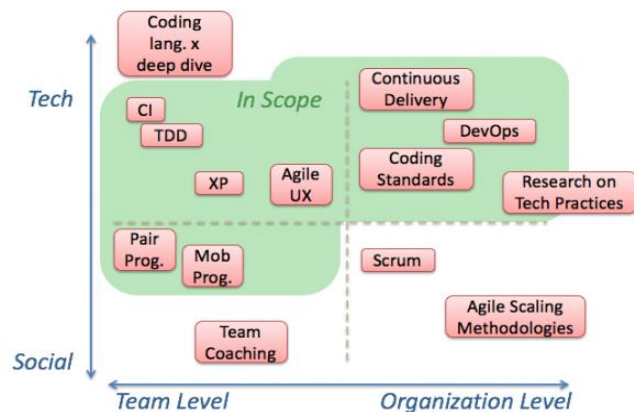 Coding
lang. x
deep dive
Tech
In Scope
Continuous
Delivery
CI
TDD
DevOps
XP
Agile
UX
Coding
Standards
Research on
Tech Practices
Pair
Prog.
Mob
Prog.
Scrum
Agile Scaling
Methodologies
Team
Coaching
Social
Team Level
Organization Level